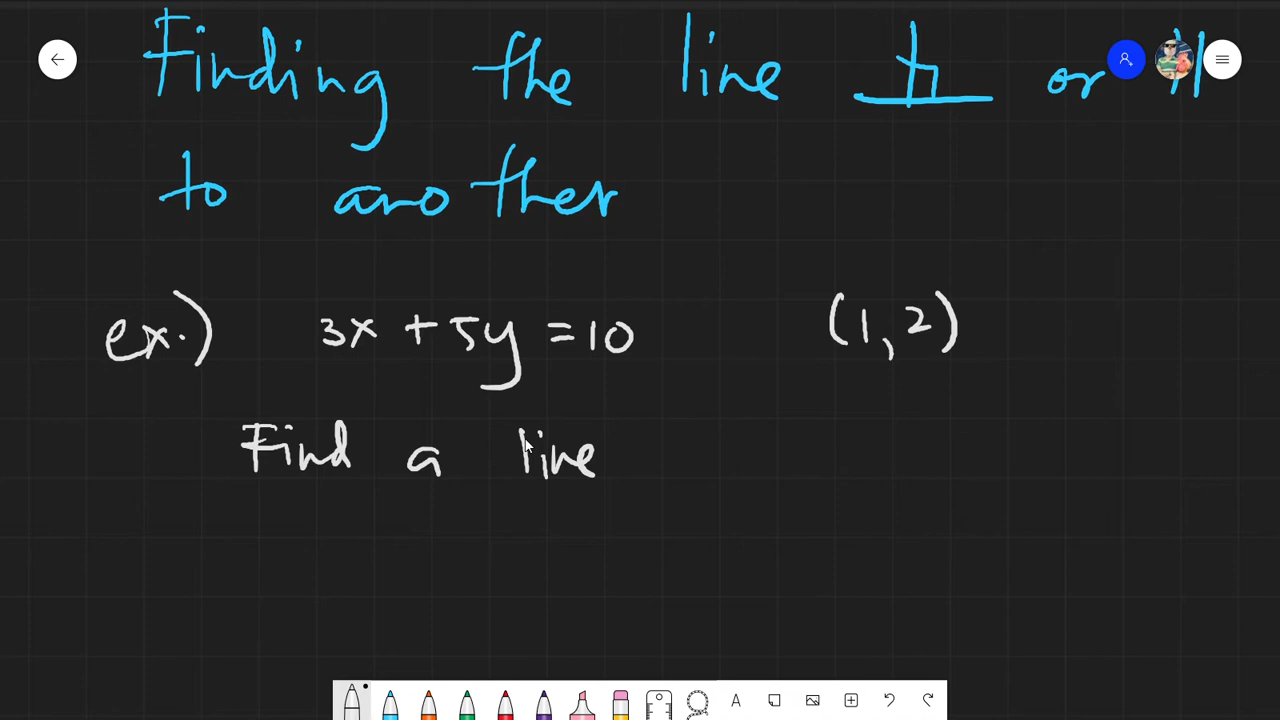 Finding the line ⊥ or //
to another
ex.) 3x + 5y = 10 (1, 2)
Find a line
A